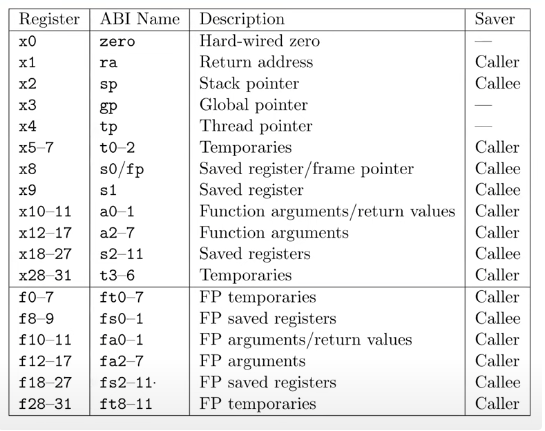 Register ABI Name Description Saver
x0 zero Hard-wired zero —
x1 ra Return address Caller
x2 sp Stack pointer Callee
x3 gp Global pointer —
x4 tp Thread pointer —
x5–7 t0–2 Temporaries Caller
x8 s0/fp Saved register/frame pointer Callee
x9 s1 Saved register Callee
x10–11 a0–1 Function arguments/return values Caller
x12–17 a2–7 Function arguments Caller
x18–27 s2–11 Saved registers Callee
x28–31 t3–6 Temporaries Caller
f0–7 ft0–7 FP temporaries Caller
f8–9 fs0–1 FP saved registers Callee
f10–11 fa0–1 FP arguments/return values Caller
f12–17 fa2–7 FP arguments Caller
f18–27 fs2–11 FP saved registers Callee
f28–31 ft8–11 FP temporaries Caller